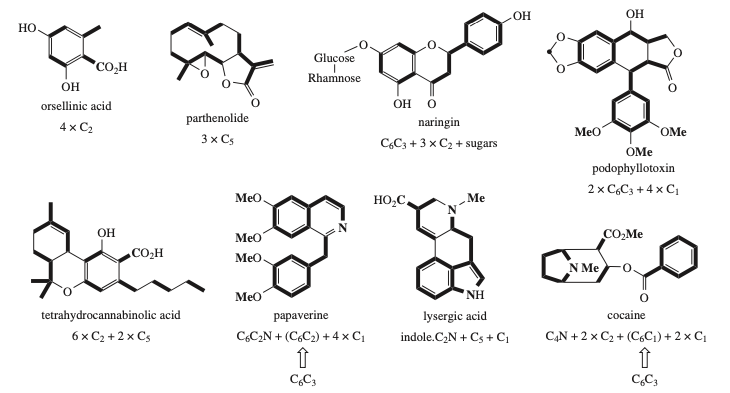 HO
CO₂H
OH
orsellinic acid
4 × C₂
O
O
O
parthenolide
3 × C₅
OH
Glucose
O
O
Rhamnose
OH
O
naringin
C₆C₃ + 3 × C₂ + sugars
OH
O
O
O
O
MeO
OMe
OMe
podophyllotoxin
2 × C₆C₃ + 4 × C₁
OH
CO₂H
O
tetrahydrocannabinolic acid
6 × C₂ + 2 × C₅
MeO
MeO
N
MeO
MeO
papaverine
C₆C₂N + (C₆C₂) + 4 × C₁
C₆C₃
HO₂C
N
Me
NH
lysergic acid
indole.C₂N + C₅ + C₁
CO₂Me
N Me
O
O
cocaine
C₄N + 2 × C₂ + (C₆C₁) + 2 × C₁
C₆C₃